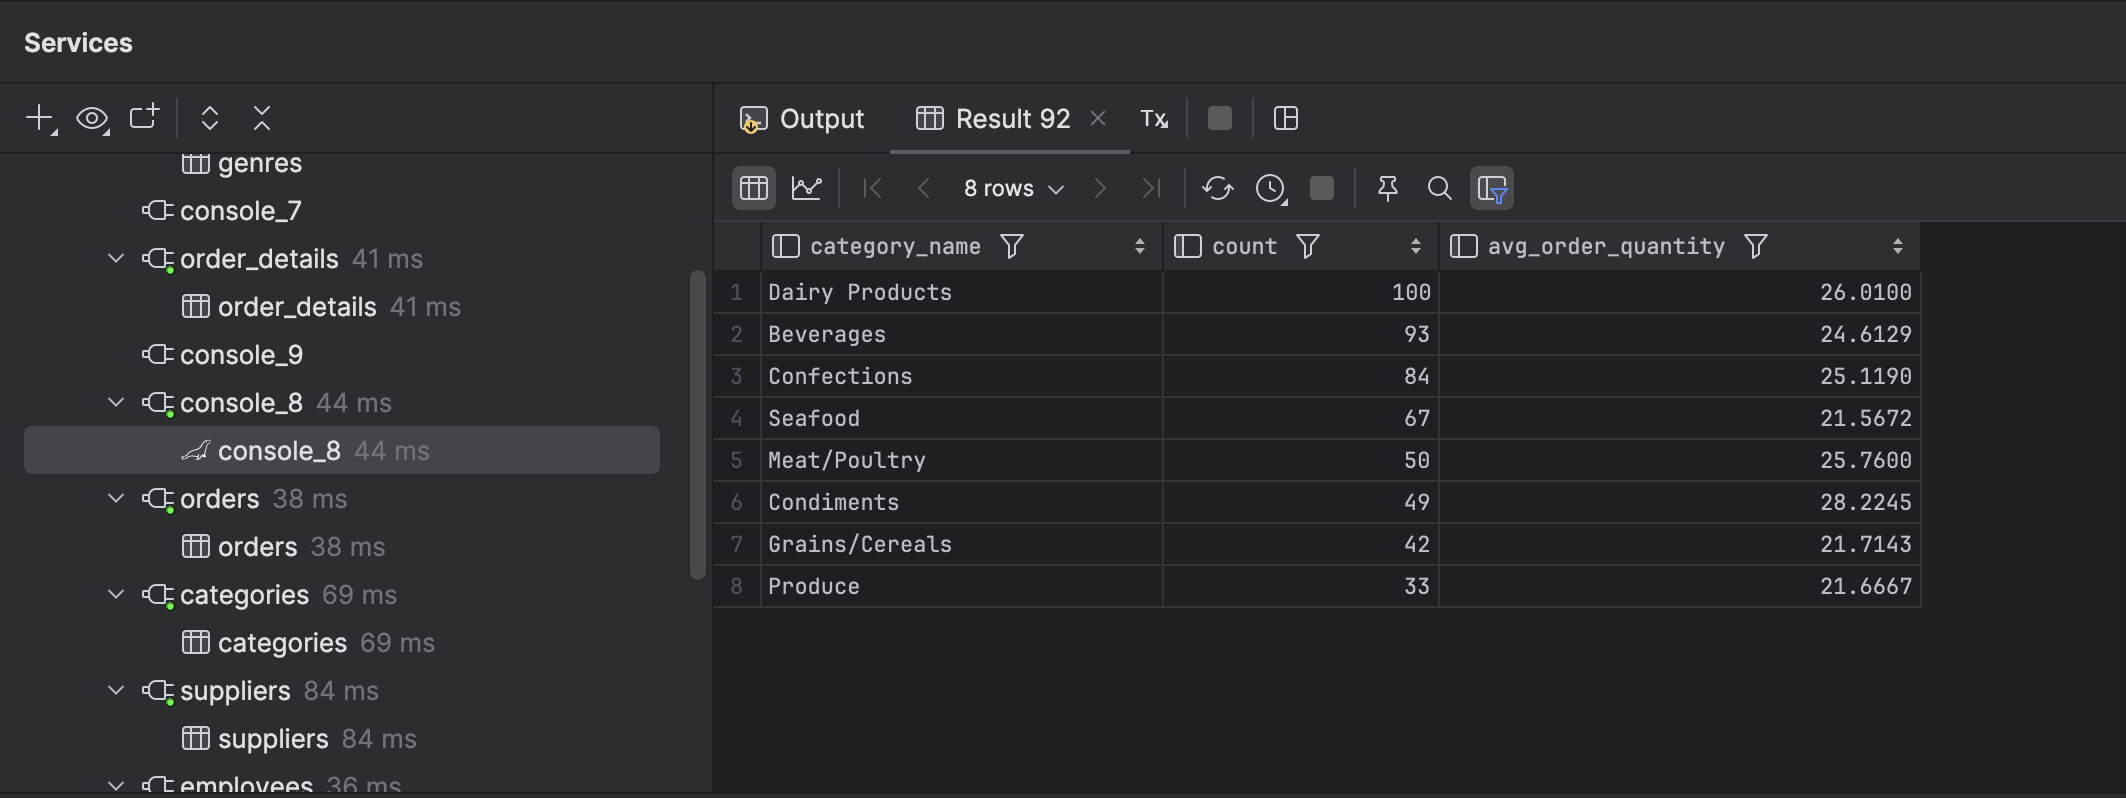 Services
genres
console_7
order_details 41 ms
order_details 41 ms
console_9
console_8 44 ms
console_8 44 ms
orders 38 ms
orders 38 ms
categories 69 ms
categories 69 ms
suppliers 84 ms
suppliers 84 ms
employees 36 ms
Output Result 92 Tx
8 rows
category_name count avg_order_quantity
1 Dairy Products 100 26.0100
2 Beverages 93 24.6129
3 Confections 84 25.1190
4 Seafood 67 21.5672
5 Meat/Poultry 50 25.7600
6 Condiments 49 28.2245
7 Grains/Cereals 42 21.7143
8 Produce 33 21.6667